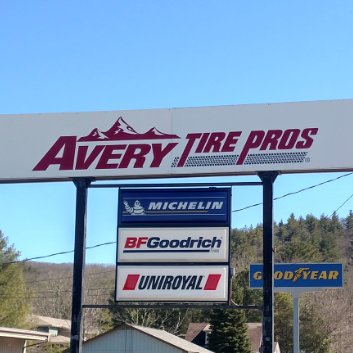 AVERY TIRE PROS
®
MICHELIN
BFGoodrich
UNIROYAL
GOODYEAR